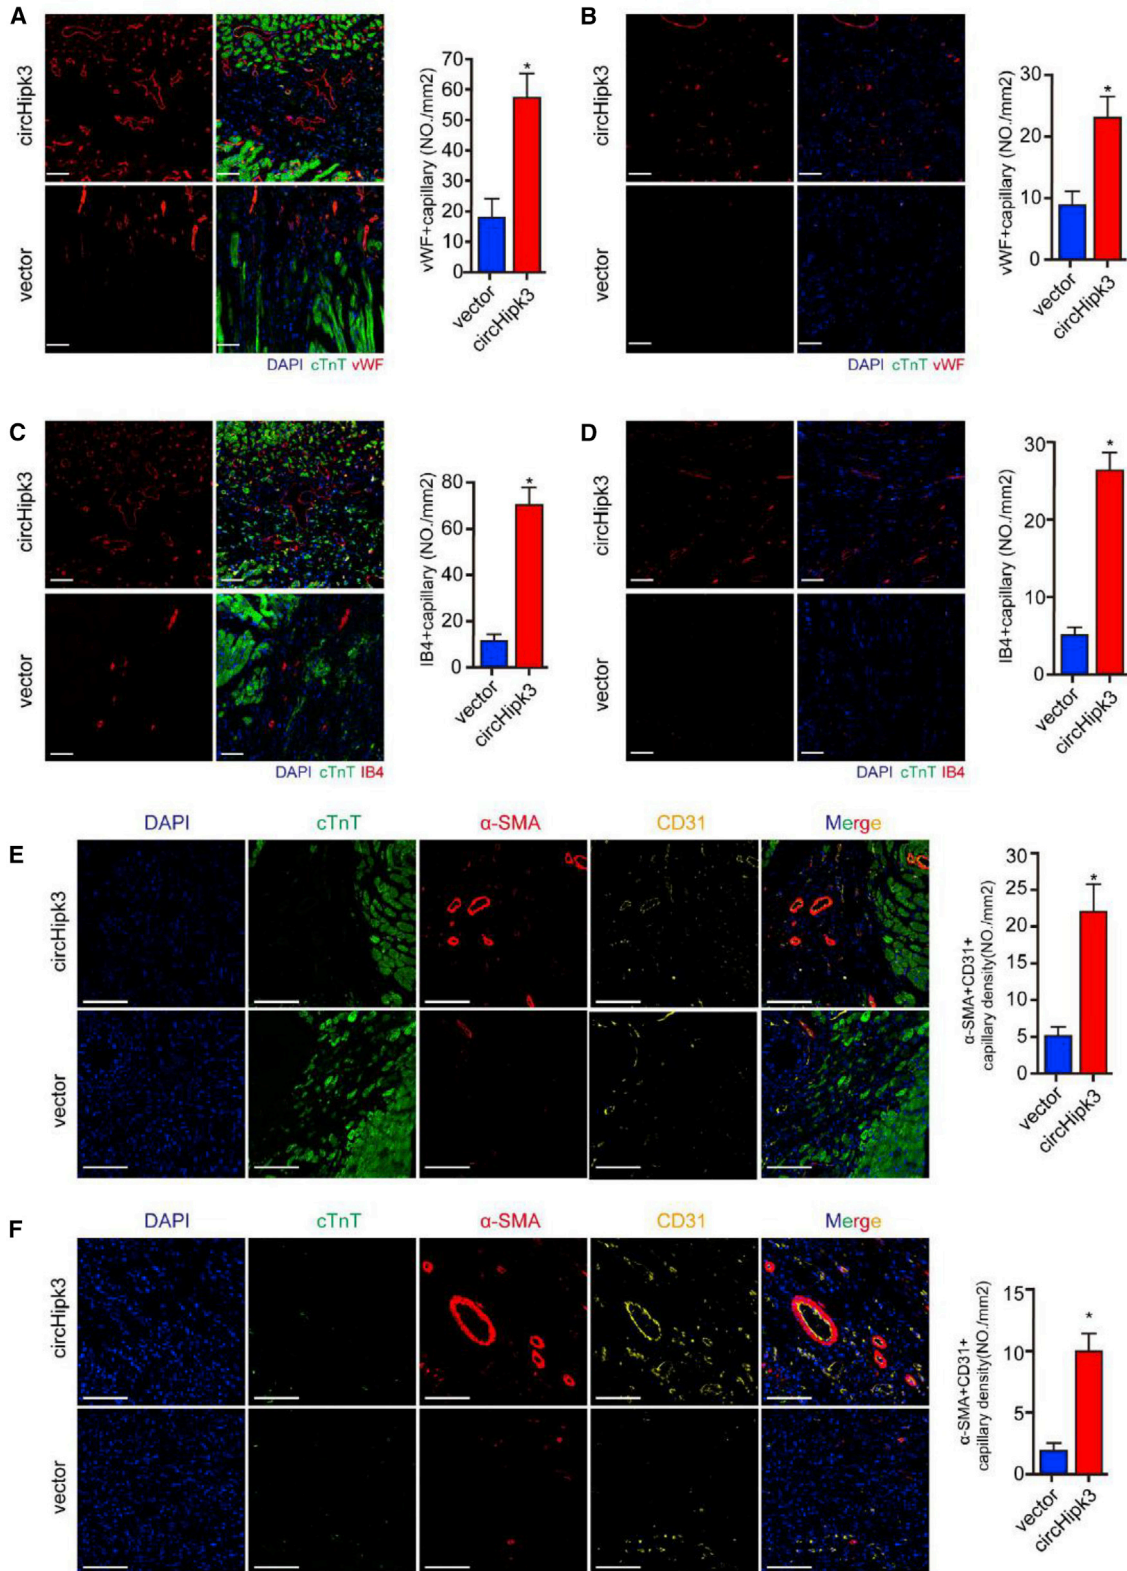 A
circHipk3
vector
DAPI cTnT vWF
vWF+capillary (NO./mm2)
70
60
50
40
30
20
10
0
*
vector
circHipk3
B
circHipk3
vector
DAPI cTnT vWF
vWF+capillary (NO./mm2)
30
20
10
0
*
vector
circHipk3
C
circHipk3
vector
DAPI cTnT IB4
IB4+capillary (NO./mm2)
80
60
40
20
0
*
vector
circHipk3
D
circHipk3
vector
DAPI cTnT IB4
IB4+capillary (NO./mm2)
30
20
10
0
*
vector
circHipk3
E
DAPI cTnT α-SMA CD31 Merge
circHipk3
vector
α-SMA+CD31+
capillary density(NO./mm2)
30
25
20
15
10
5
0
*
vector
circHipk3
F
DAPI cTnT α-SMA CD31 Merge
circHipk3
vector
α-SMA+CD31+
capillary density(NO./mm2)
15
10
5
0
*
vector
circHipk3